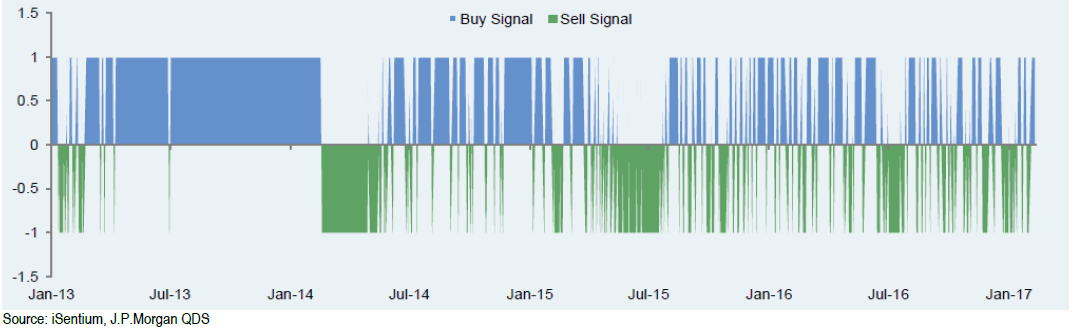 1.5
Buy Signal Sell Signal
1
0.5
0
-0.5
-1
-1.5
Jan-13 Jul-13 Jan-14 Jul-14 Jan-15 Jul-15 Jan-16 Jul-16 Jan-17
Source: iSentium, J.P.Morgan QDS